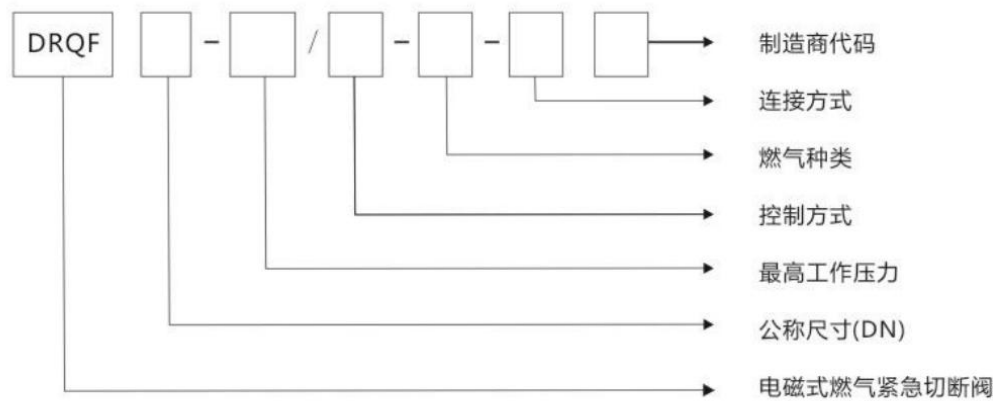 DRQF - / - -
制造商代码
连接方式
燃气种类
控制方式
最高工作压力
公称尺寸(DN)
电磁式燃气紧急切断阀